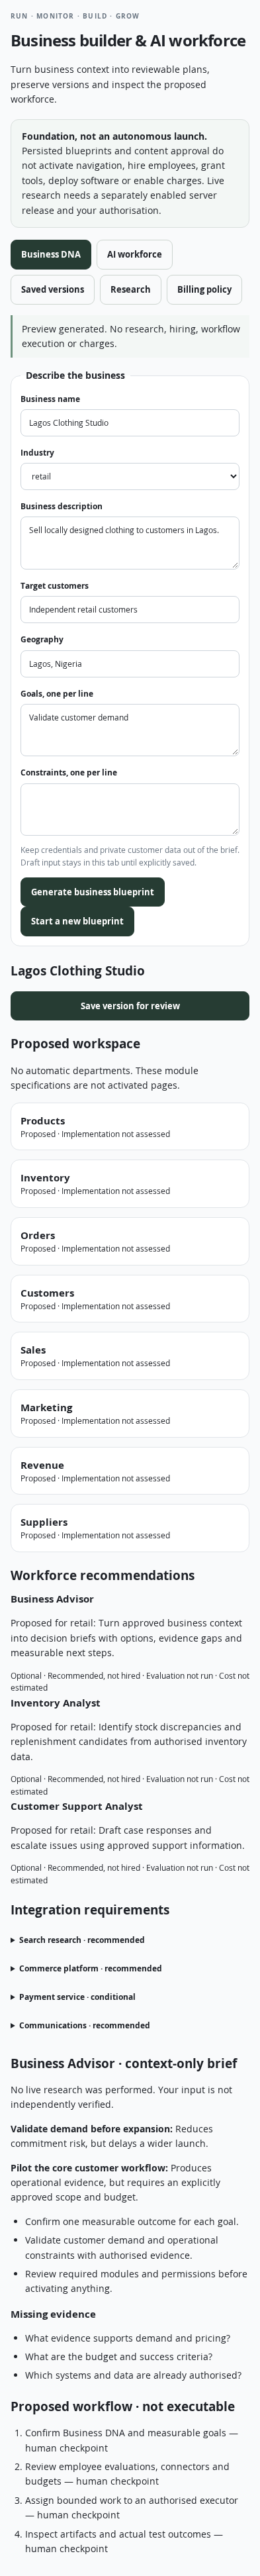 RUN · MONITOR · BUILD · GROW
Business builder & AI workforce
Turn business context into reviewable plans,
preserve versions and inspect the proposed
workforce.
Foundation, not an autonomous launch.
Persisted blueprints and content approval do
not activate navigation, hire employees, grant
tools, deploy software or enable charges. Live
research needs a separately enabled server
release and your authorisation.
Business DNA
AI workforce
Saved versions
Research
Billing policy
Preview generated. No research, hiring, workflow
execution or charges.
Describe the business
Business name
Lagos Clothing Studio
Industry
retail
Business description
Sell locally designed clothing to customers in Lagos.
Target customers
Independent retail customers
Geography
Lagos, Nigeria
Goals, one per line
Validate customer demand
Constraints, one per line
Keep credentials and private customer data out of the brief.
Draft input stays in this tab until explicitly saved.
Generate business blueprint
Start a new blueprint
Lagos Clothing Studio
Save version for review
Proposed workspace
No automatic departments. These module
specifications are not activated pages.
Products
Proposed · Implementation not assessed
Inventory
Proposed · Implementation not assessed
Orders
Proposed · Implementation not assessed
Customers
Proposed · Implementation not assessed
Sales
Proposed · Implementation not assessed
Marketing
Proposed · Implementation not assessed
Revenue
Proposed · Implementation not assessed
Suppliers
Proposed · Implementation not assessed
Workforce recommendations
Business Advisor
Proposed for retail: Turn approved business context
into decision briefs with options, evidence gaps and
measurable next steps.
Optional · Recommended, not hired · Evaluation not run · Cost not
estimated
Inventory Analyst
Proposed for retail: Identify stock discrepancies and
replenishment candidates from authorised inventory
data.
Optional · Recommended, not hired · Evaluation not run · Cost not
estimated
Customer Support Analyst
Proposed for retail: Draft case responses and
escalate issues using approved support information.
Optional · Recommended, not hired · Evaluation not run · Cost not
estimated
Integration requirements
Search research · recommended
Commerce platform · recommended
Payment service · conditional
Communications · recommended
Business Advisor · context-only brief
No live research was performed. Your input is not
independently verified.
Validate demand before expansion: Reduces
commitment risk, but delays a wider launch.
Pilot the core customer workflow: Produces
operational evidence, but requires an explicitly
approved scope and budget.
• Confirm one measurable outcome for each goal.
• Validate customer demand and operational
constraints with authorised evidence.
• Review required modules and permissions before
activating anything.
Missing evidence
• What evidence supports demand and pricing?
• What are the budget and success criteria?
• Which systems and data are already authorised?
Proposed workflow · not executable
1. Confirm Business DNA and measurable goals —
human checkpoint
2. Review employee evaluations, connectors and
budgets — human checkpoint
3. Assign bounded work to an authorised executor
— human checkpoint
4. Inspect artifacts and actual test outcomes —
human checkpoint